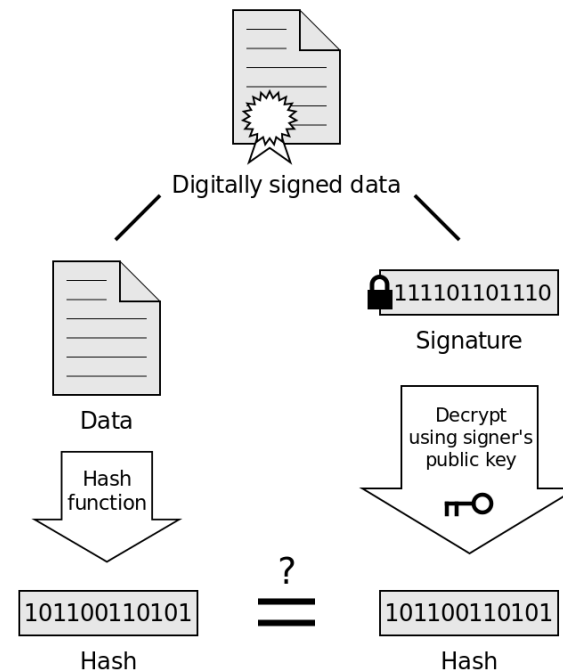 Digitally signed data
111101101110
Signature
Data
Decrypt
using signer's
public key
Hash
function
?
=
101100110101
101100110101
Hash
Hash